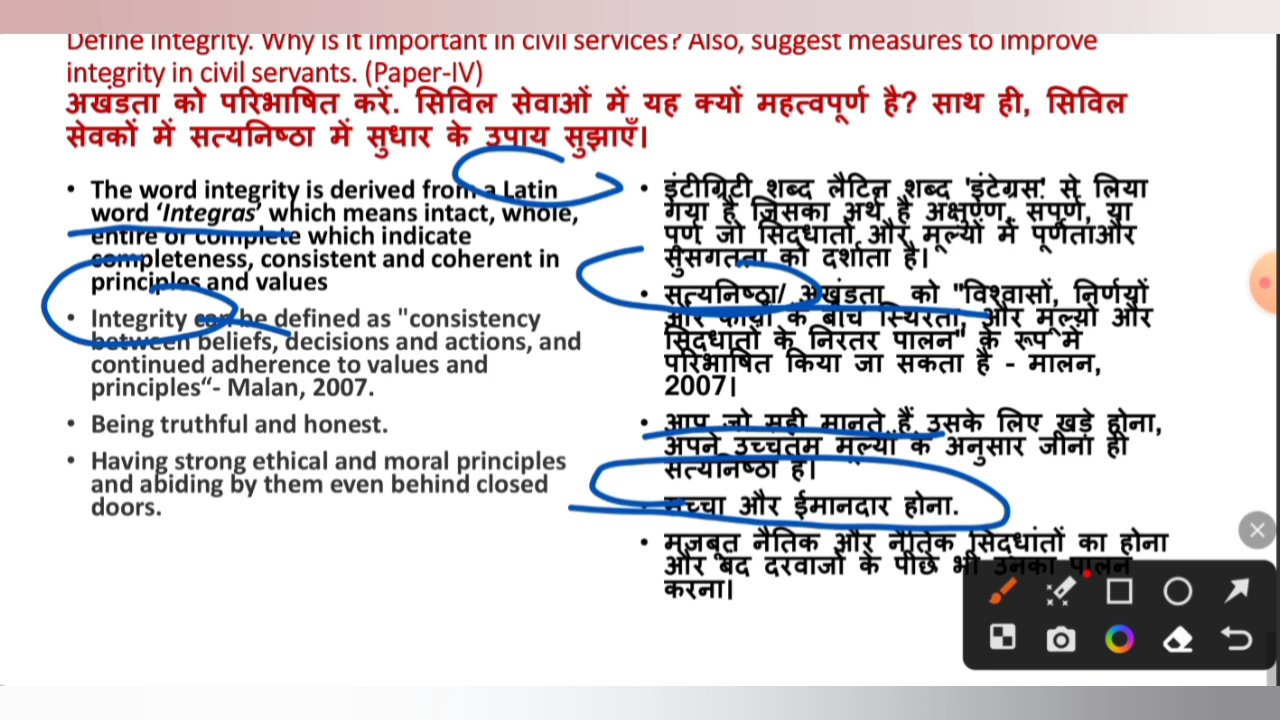 Define integrity. Why is it important in civil services? Also, suggest measures to improve
integrity in civil servants. (Paper-IV)
अखंडता को परिभाषित करें. सिविल सेवाओं में यह क्यों महत्वपूर्ण है? साथ ही, सिविल
सेवकों में सत्यनिष्ठा में सुधार के उपाय सुझाएँ।
• The word integrity is derived from a Latin
word ‘Integras’ which means intact, whole,
entire or complete which indicate
completeness, consistent and coherent in
principles and values
• Integrity can be defined as "consistency
between beliefs, decisions and actions, and
continued adherence to values and
principles“- Malan, 2007.
• Being truthful and honest.
• Having strong ethical and moral principles
and abiding by them even behind closed
doors.
• इंटीग्रिटी शब्द लैटिन शब्द 'इंटेग्रस' से लिया
गया है जिसका अर्थ है अक्षुण्ण, संपूर्ण, या
पूर्ण जो सिद्धांतों और मूल्यों में पूर्णताऔर
सुसंगतता को दर्शाता है।
• सत्यनिष्ठा/ अखंडता को "विश्वासों, निर्णयों
और कार्यों के बीच स्थिरता, और मूल्यों और
सिद्धांतों के निरंतर पालन" के रूप में
परिभाषित किया जा सकता है - मालन,
2007।
• आप जो सही मानते हैं उसके लिए खड़े होना,
अपने उच्चतम मूल्यों के अनुसार जीना ही
सत्यनिष्ठा है।
• सच्चा और ईमानदार होना.
• मजबूत नैतिक और नैतिक सिद्धांतों का होना
और बंद दरवाजों के पीछे भी उनका पालन
करना।